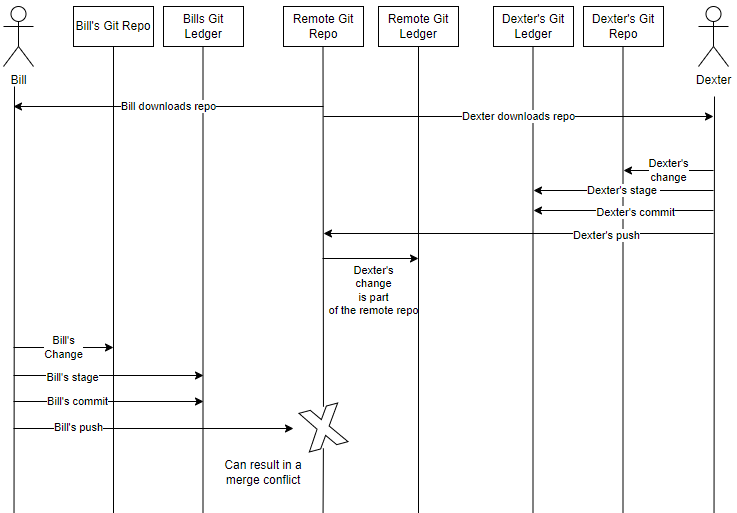 Bill's Git Repo
Bills Git
Ledger
Remote Git
Repo
Remote Git
Ledger
Dexter's Git
Ledger
Dexter's Git
Repo
Bill
Dexter
Bill downloads repo
Dexter downloads repo
Dexter's
change
Dexter's stage
Dexter's commit
Dexter's push
Dexter's
change
is part
of the remote repo
Bill's
Change
Bill's stage
Bill's commit
Bill's push
Can result in a
merge conflict